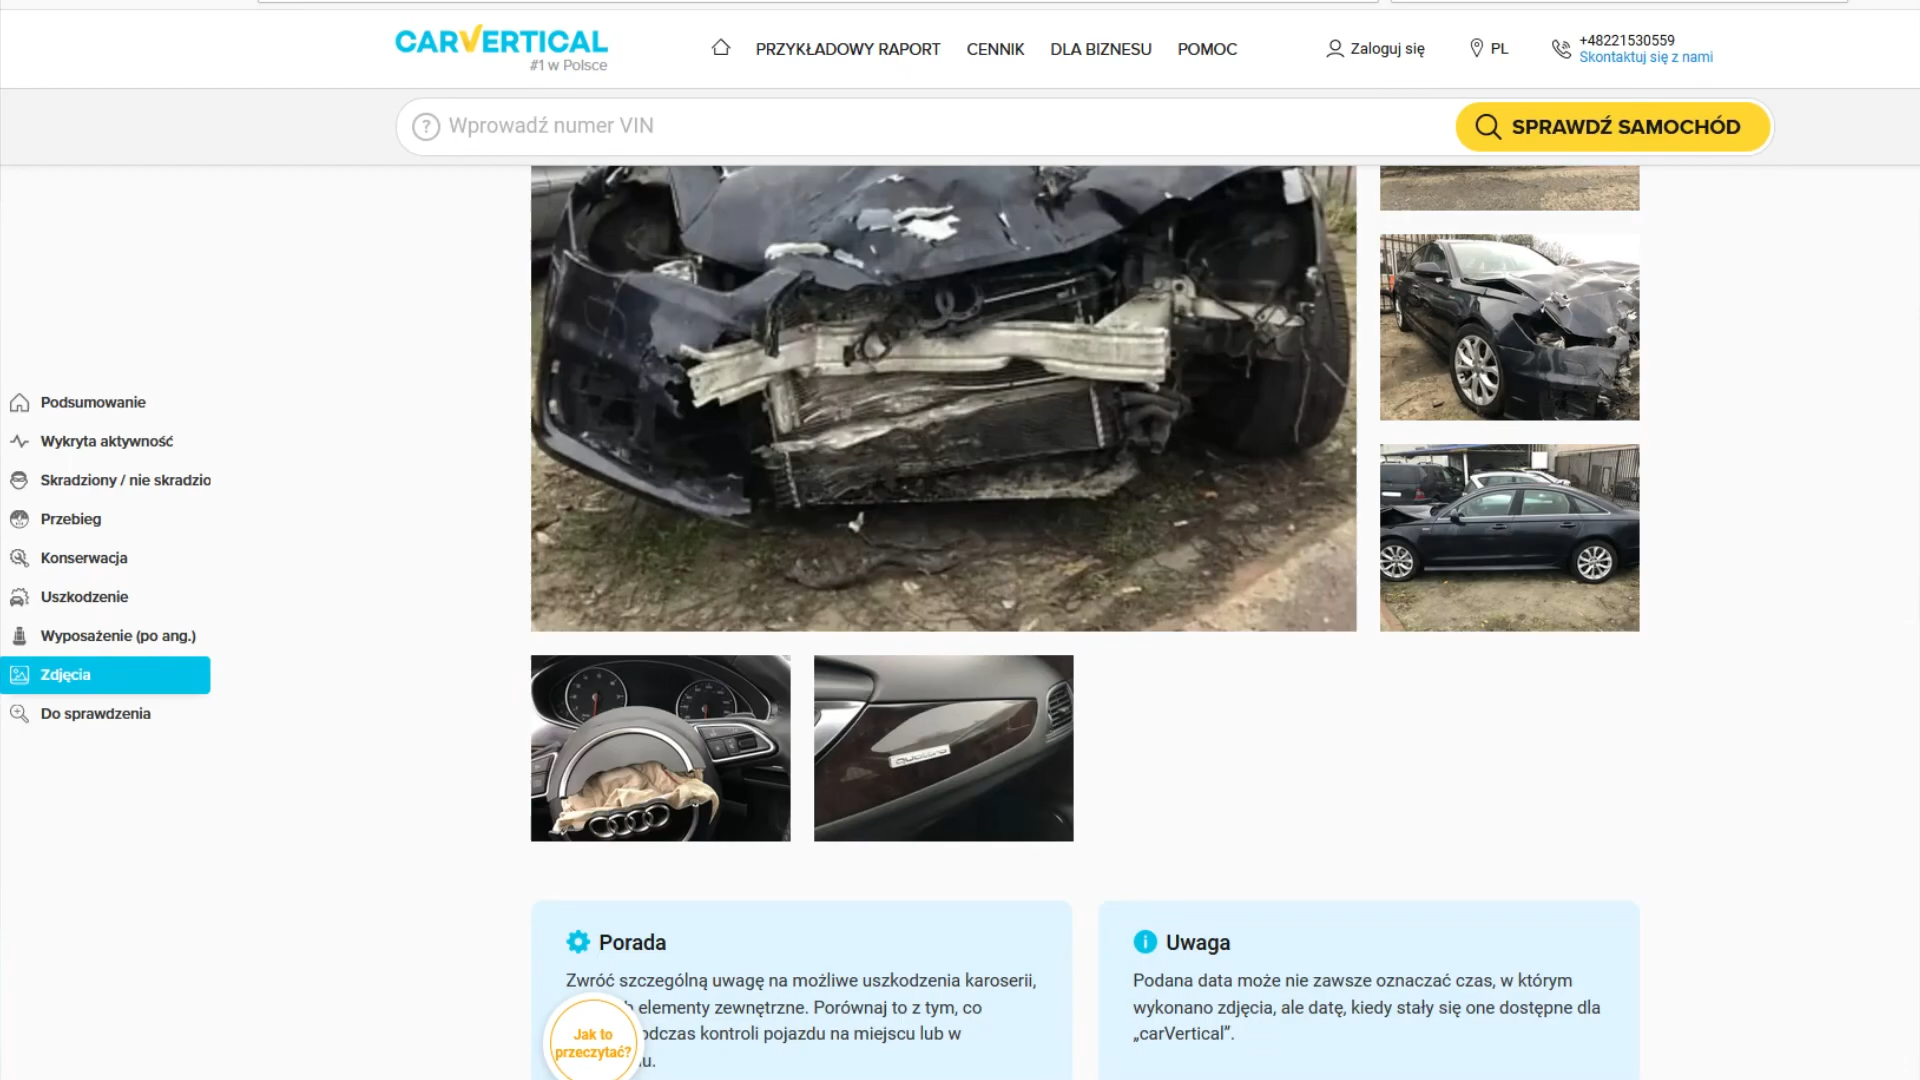 CARVERTICAL
#1 w Polsce
PRZYKŁADOWY RAPORT
CENNIK
DLA BIZNESU
POMOC
Zaloguj się
PL
+48221530559
Skontaktuj się z nami
? Wprowadź numer VIN
SPRAWDŹ SAMOCHÓD
Podsumowanie
Wykryta aktywność
Skradziony / nie skradzio
Przebieg
Konserwacja
Uszkodzenie
Wyposażenie (po ang.)
Zdjęcia
Do sprawdzenia
quattro
Porada
Zwróć szczególną uwagę na możliwe uszkodzenia karoserii,
elementy zewnętrzne. Porównaj to z tym, co
podczas kontroli pojazdu na miejscu lub w
u.
Jak to
przeczytać?
Uwaga
Podana data może nie zawsze oznaczać czas, w którym
wykonano zdjęcia, ale datę, kiedy stały się one dostępne dla
„carVertical”.